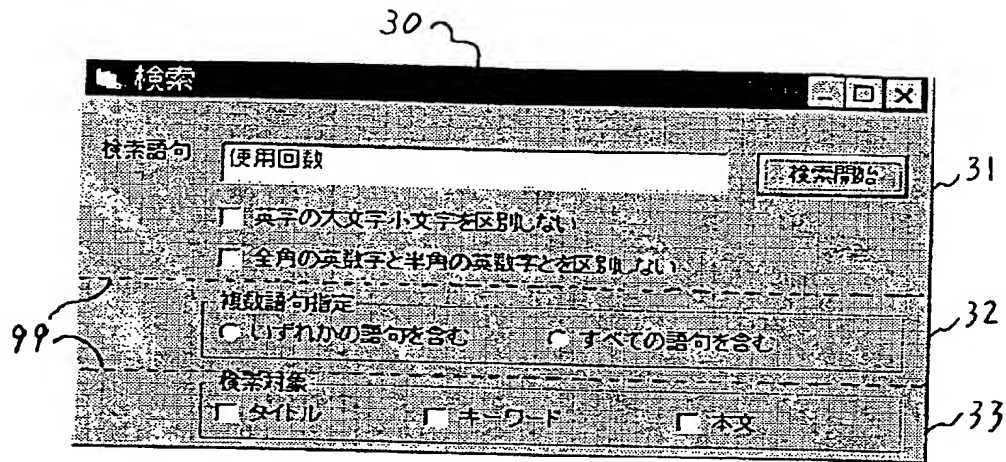 30
検索
検索語句 使用回数 検索開始 31
英字の大文字小文字を区別しない
全角の英数字と半角の英数字とを区別しない
99
複数語句指定
いずれかの語句を含む すべての語句を含む 32
99
検索対象
タイトル キーワード 本文 33